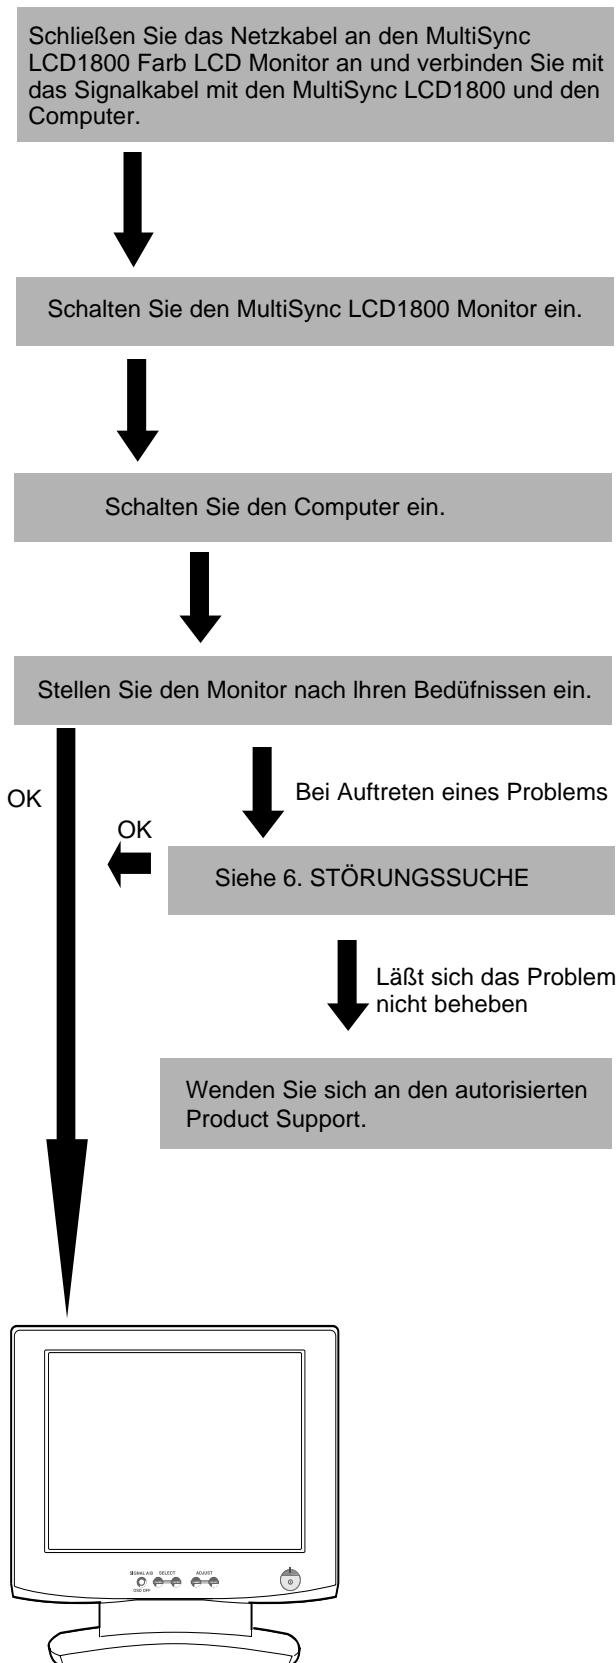 Schließen Sie das Netzkabel an den MultiSync
LCD1800 Farb LCD Monitor an und verbinden Sie mit
das Signalkabel mit den MultiSync LCD1800 und den
Computer.
Schalten Sie den MultiSync LCD1800 Monitor ein.
Schalten Sie den Computer ein.
Stellen Sie den Monitor nach Ihren Bedüfnissen ein.
OK
Bei Auftreten eines Problems
OK
Siehe 6. STÖRUNGSSUCHE
Läßt sich das Problem
nicht beheben
Wenden Sie sich an den autorisierten
Product Support.
SIGNAL A/B SELECT ADJUST
OSD OFF